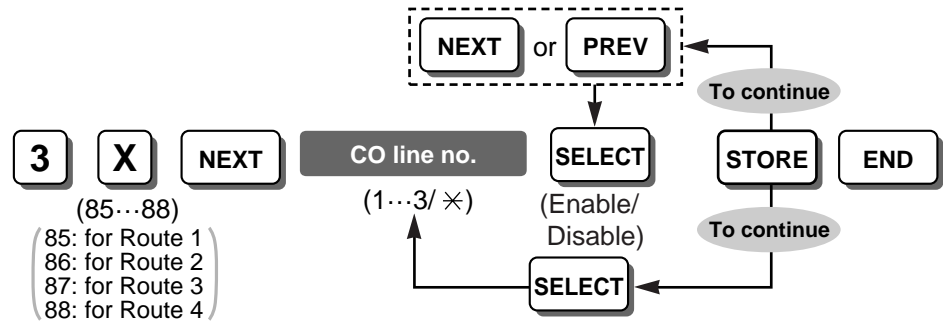 NEXT or PREV
To continue
3 X NEXT CO line no. SELECT STORE END
(85···88)
(1···3/ ✳)
(Enable/
Disable)
To continue
85: for Route 1
86: for Route 2
87: for Route 3
88: for Route 4
SELECT